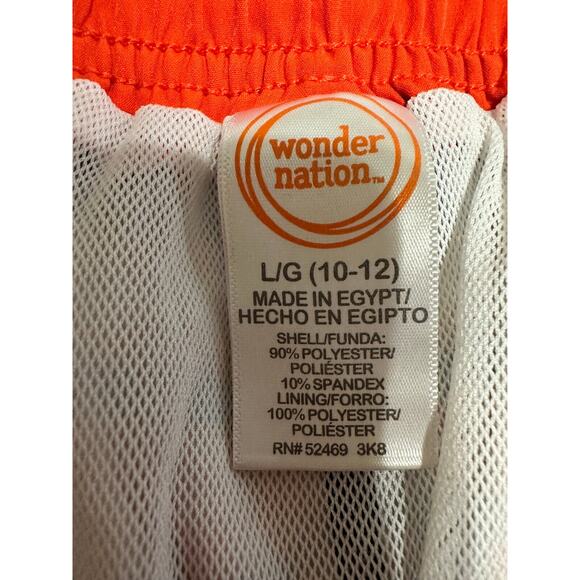 wonder
nation™
L/G (10-12)
MADE IN EGYPT/
HECHO EN EGIPTO
SHELL/FUNDA:
90% POLYESTER/
POLIÉSTER
10% SPANDEX
LINING/FORRO:
100% POLYESTER/
POLIÉSTER
RN# 52469 3K8